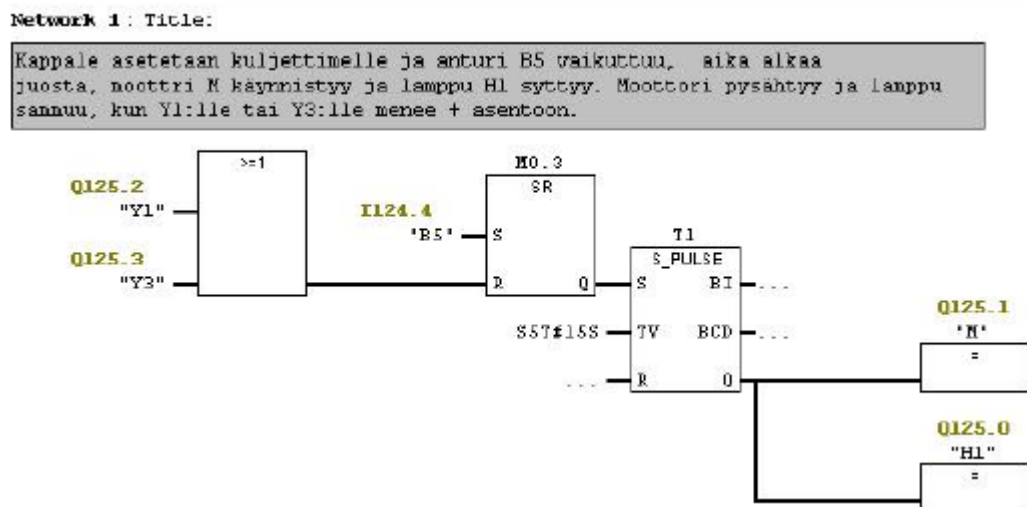 Network 1 : Title:
Kappale asetetaan kuljettimelle ja anturi B5 vaikuttuu, aika alkaa
juosta, moottri M käynnistyy ja lamppu H1 syttyy. Moottori pysähtyy ja lamppu
sammuu, kun Y1:lle tai Y3:lle menee + asentoon.
>=1
Q125.2
"Y1"
Q125.3
"Y3"
M0.3
SR
I124.4
"B5"
S
R
Q
T1
S_PULSE
S
BI
...
S5T#15S
TV
BCD
...
...
R
Q
Q125.1
"M"
=
Q125.0
"H1"
=